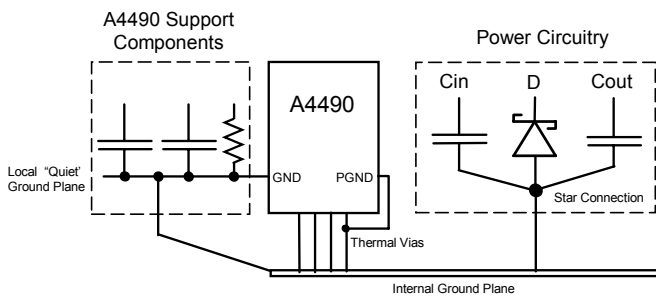 A4490 Support
Components
Power Circuitry
Cin
D
Cout
A4490
Local “Quiet’
Ground Plane
GND
PGND
Star Connection
Thermal Vias
Internal Ground Plane